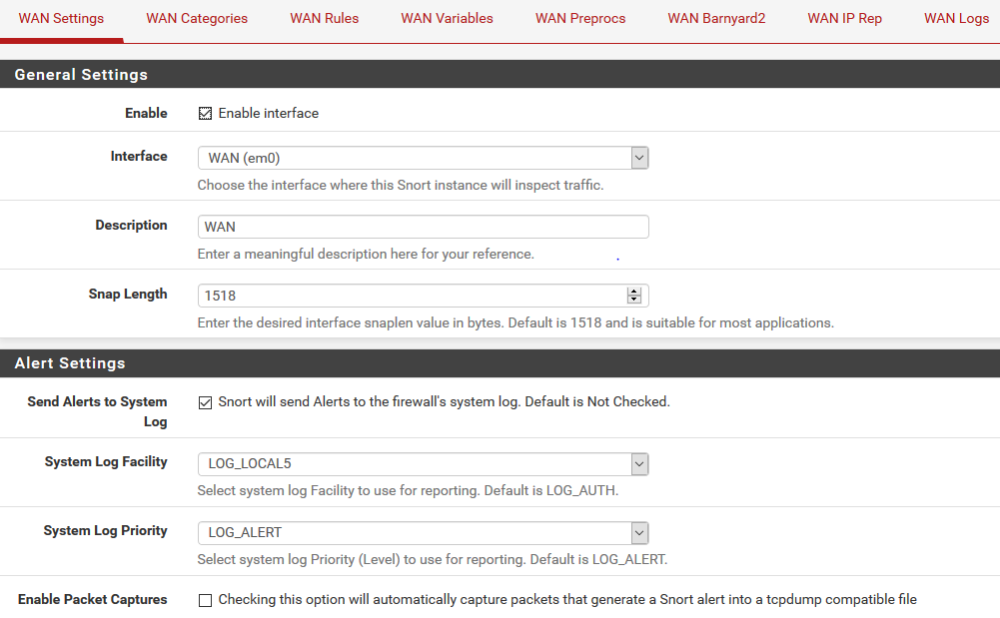 WAN Settings WAN Categories WAN Rules WAN Variables WAN Preprocs WAN Barnyard2 WAN IP Rep WAN Logs
General Settings
Enable Enable interface
Interface WAN (em0)
Choose the interface where this Snort instance will inspect traffic.
Description WAN
Enter a meaningful description here for your reference.
Snap Length 1518
Enter the desired interface snaplen value in bytes. Default is 1518 and is suitable for most applications.
Alert Settings
Send Alerts to System Snort will send Alerts to the firewall's system log. Default is Not Checked.
Log
System Log Facility LOG_LOCAL5
Select system log Facility to use for reporting. Default is LOG_AUTH.
System Log Priority LOG_ALERT
Select system log Priority (Level) to use for reporting. Default is LOG_ALERT.
Enable Packet Captures Checking this option will automatically capture packets that generate a Snort alert into a tcpdump compatible file